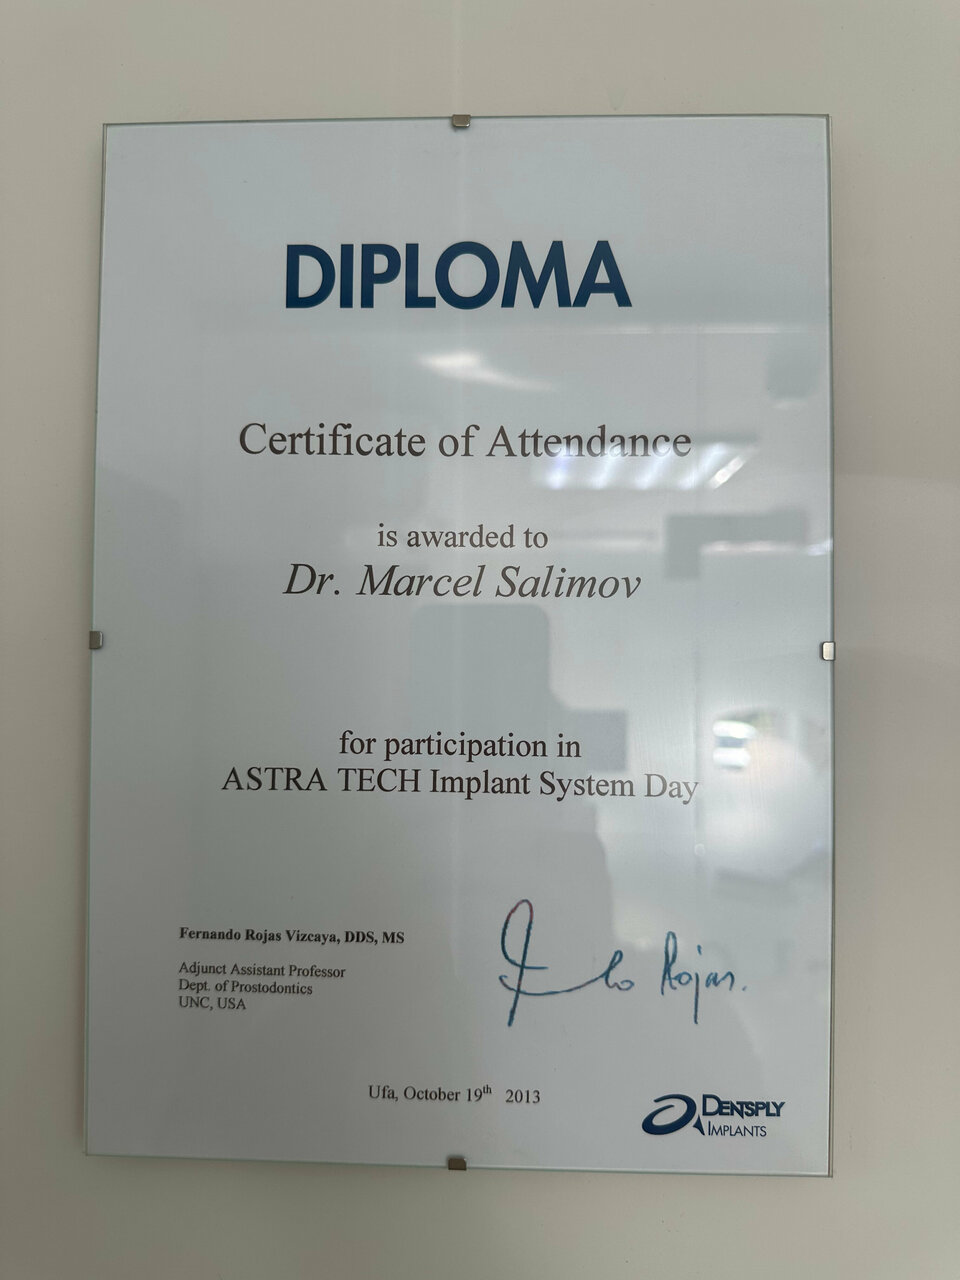 DIPLOMA
Certificate of Attendance
is awarded to
Dr. Marcel Salimov
for participation in
ASTRA TECH Implant System Day
Fernando Rojas Vizcaya, DDS, MS
Adjunct Assistant Professor
Dept. of Prostodontics
UNC, USA
Rojas.
Ufa, October 19th 2013
DENTSPLY
IMPLANTS